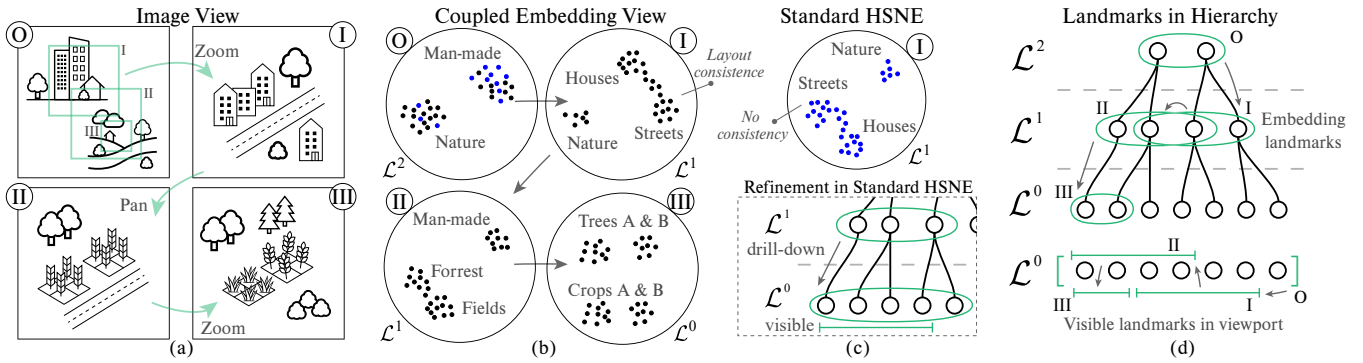 Image View
O
I
I
II
III
Zoom
II
III
Pan
Zoom
(a)
Coupled Embedding View
O
Man-made
Nature
ℒ²
I
Houses
Nature
Streets
ℒ¹
Layout
consistence
II
Man-made
Forrest
Fields
ℒ¹
III
Trees A & B
Crops A & B
ℒ⁰
(b)
Standard HSNE
I
Nature
Streets
Houses
No
consistency
ℒ¹
Refinement in Standard HSNE
ℒ¹
drill-down
ℒ⁰
visible
(c)
Landmarks in Hierarchy
ℒ²
O
II
I
ℒ¹
Embedding
landmarks
ℒ⁰
III
II
ℒ⁰
III
I
O
Visible landmarks in viewport
(d)